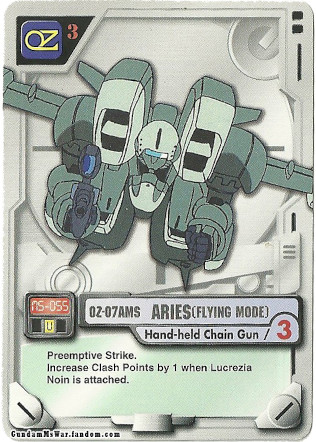 OZ 3
MS-055
U
OZ-07AMS ARIES(FLYING MODE)
Hand-held Chain Gun / 3
Preemptive Strike.
Increase Clash Points by 1 when Lucrezia
Noin is attached.
GundamMsWar.fandom.com